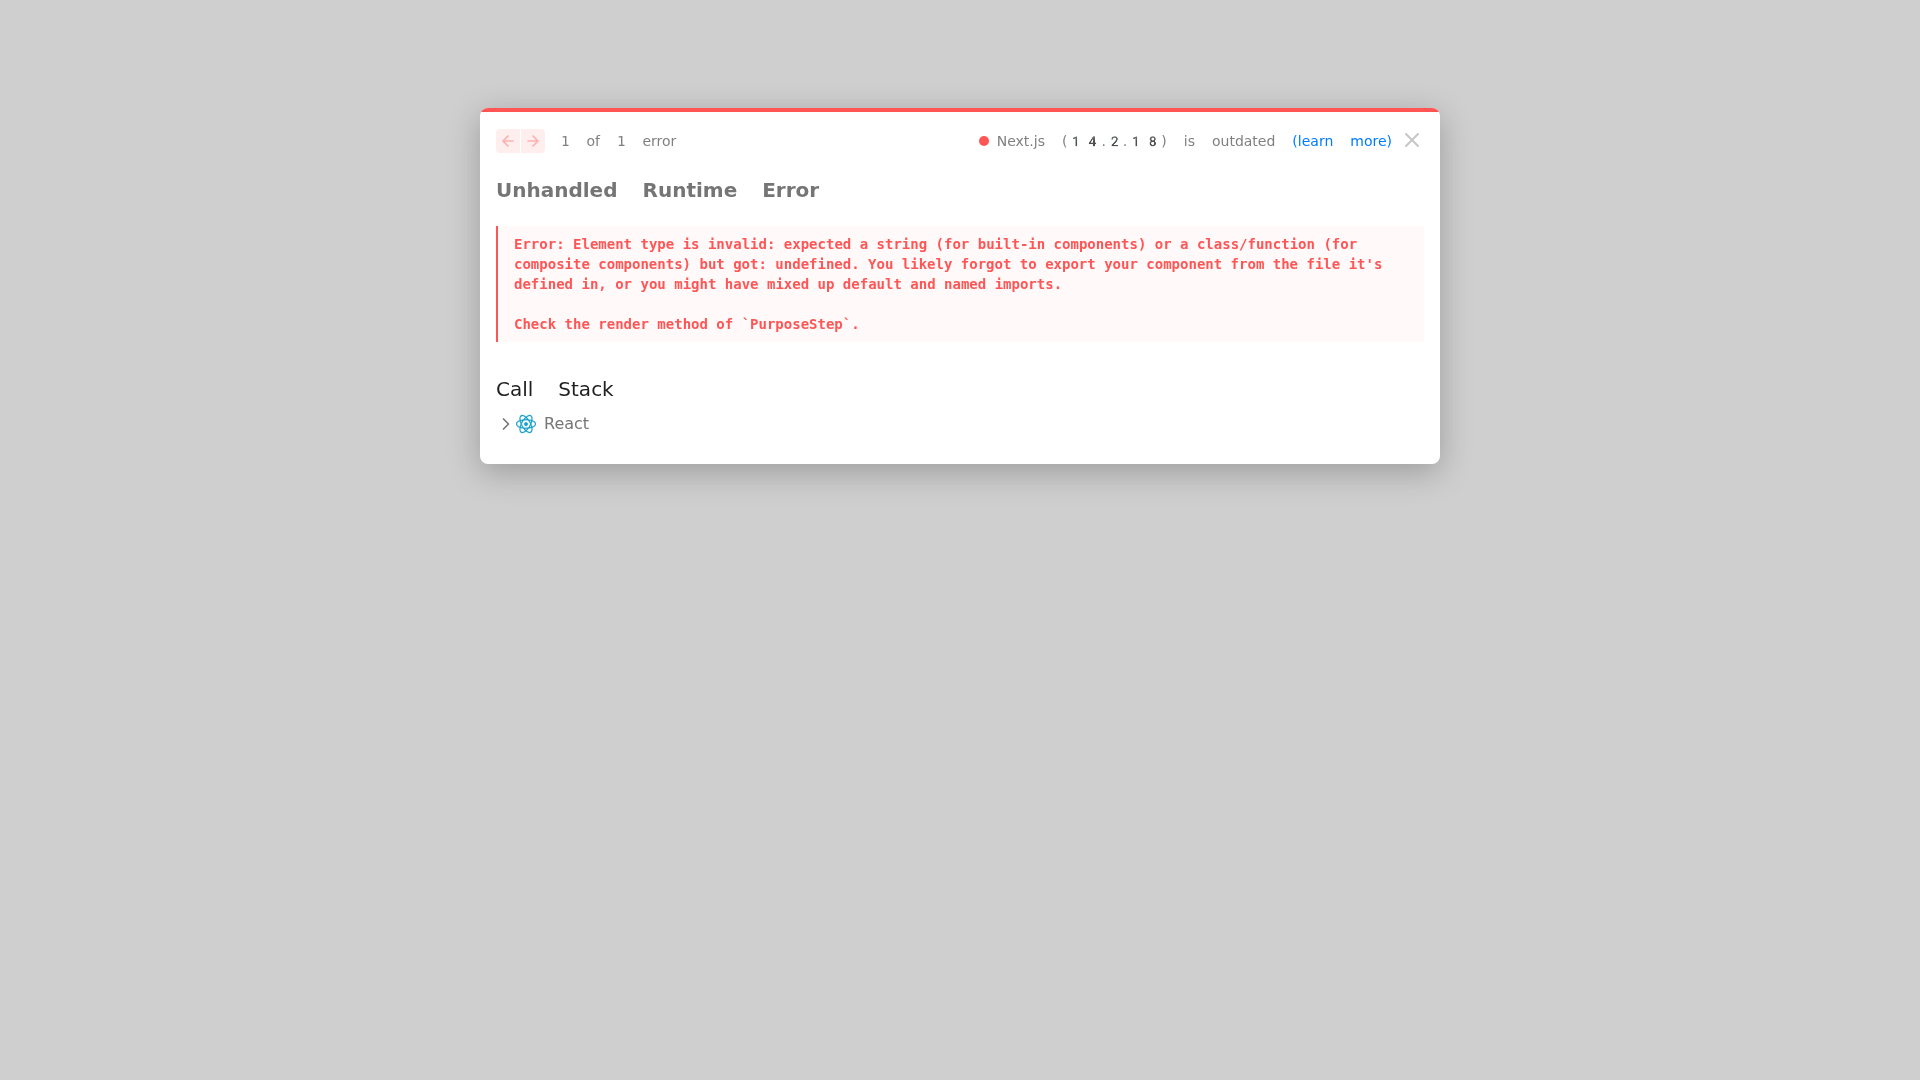 1 of 1 error
Next.js (14.2.18) is outdated (learn more)
Unhandled Runtime Error
Error: Element type is invalid: expected a string (for built-in components) or a class/function (for
composite components) but got: undefined. You likely forgot to export your component from the file it's
defined in, or you might have mixed up default and named imports.
Check the render method of `PurposeStep`.
Call Stack
React